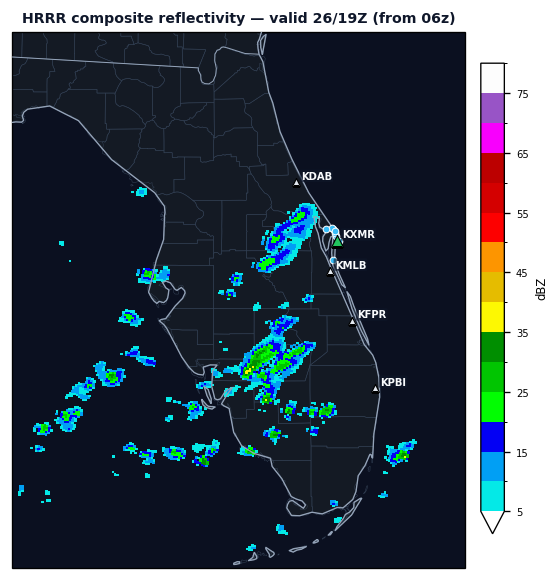 HRRR composite reflectivity — valid 26/19Z (from 06z)
KDAB
KXMR
KMLB
KFPR
KPBI
75
65
55
45
35
25
15
5
dBZ